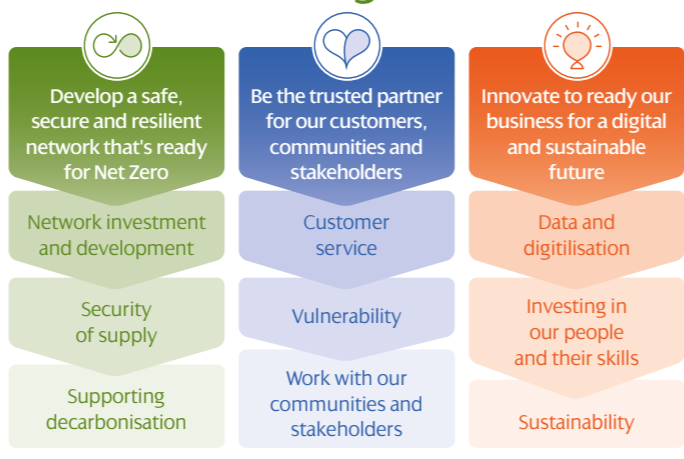 Develop a safe,
secure and resilient
network that's ready
for Net Zero
Network investment
and development
Security
of supply
Supporting
decarbonisation
Be the trusted partner
for our customers,
communities and
stakeholders
Customer
service
Vulnerability
Work with our
communities and
stakeholders
Innovate to ready our
business for a digital
and sustainable
future
Data and
digitilisation
Investing in
our people
and their skills
Sustainability